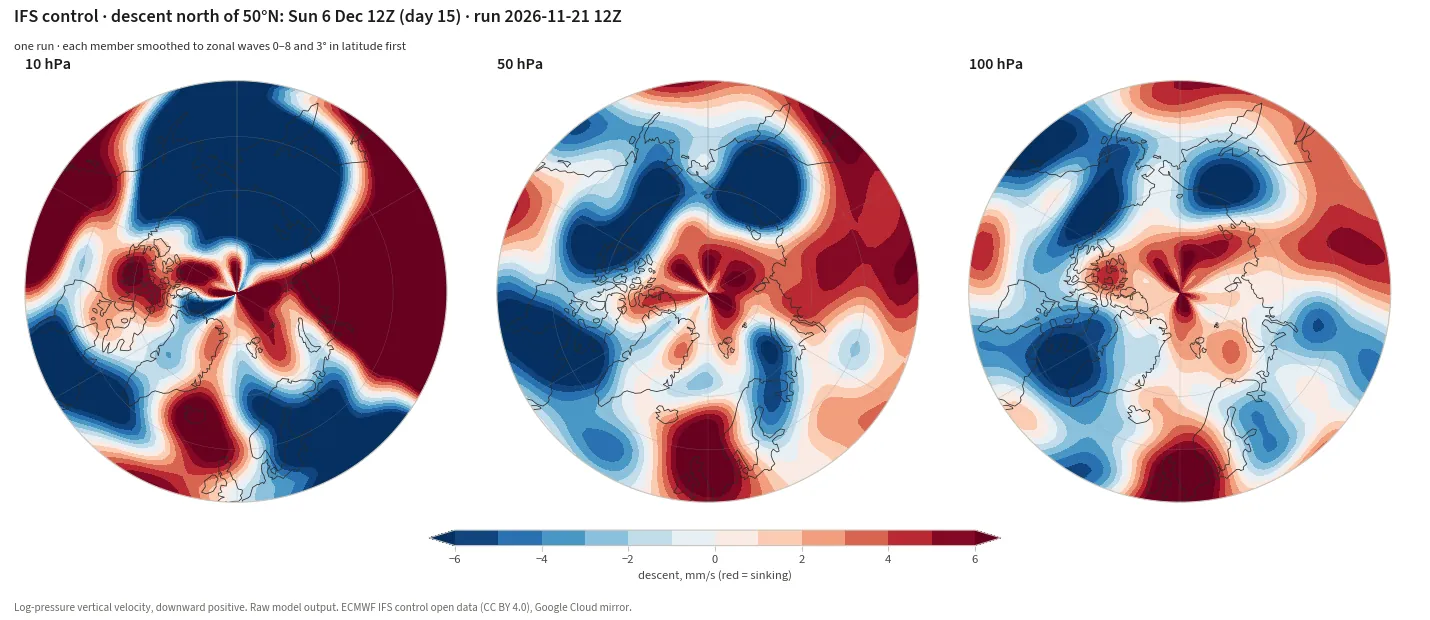 IFS control · descent north of 50°N: Sun 6 Dec 12Z (day 15) · run 2026-11-21 12Z
one run · each member smoothed to zonal waves 0–8 and 3° in latitude first
10 hPa
50 hPa
100 hPa
−6
−4
−2
0
2
4
6
descent, mm/s (red = sinking)
Log-pressure vertical velocity, downward positive. Raw model output. ECMWF IFS control open data (CC BY 4.0), Google Cloud mirror.